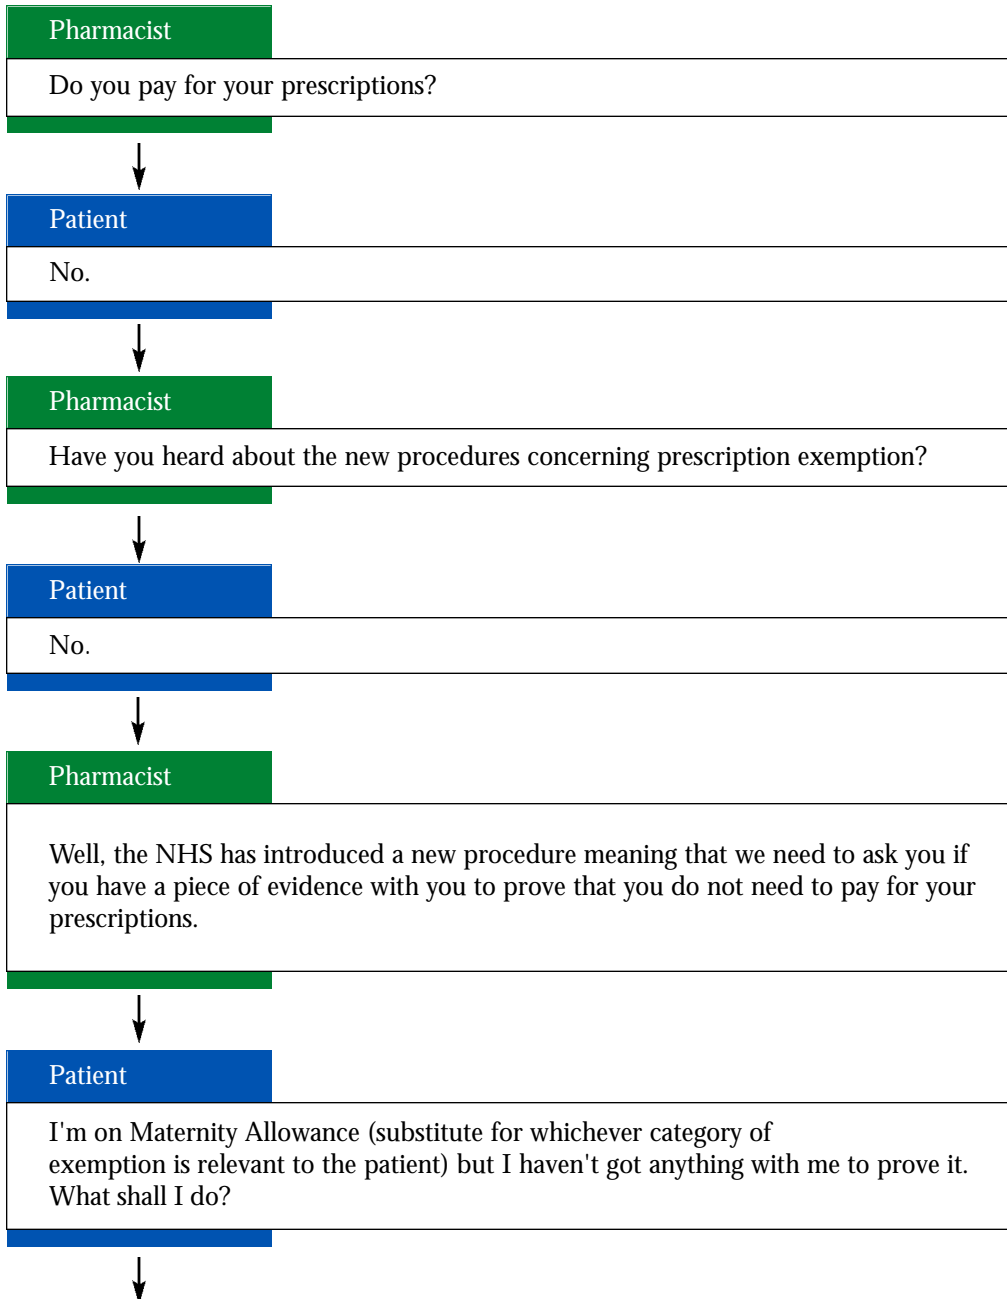 Pharmacist
Do you pay for your prescriptions?
Patient
No.
Pharmacist
Have you heard about the new procedures concerning prescription exemption?
Patient
No.
Pharmacist
Well, the NHS has introduced a new procedure meaning that we need to ask you if
you have a piece of evidence with you to prove that you do not need to pay for your
prescriptions.
Patient
I'm on Maternity Allowance (substitute for whichever category of
exemption is relevant to the patient) but I haven't got anything with me to prove it.
What shall I do?